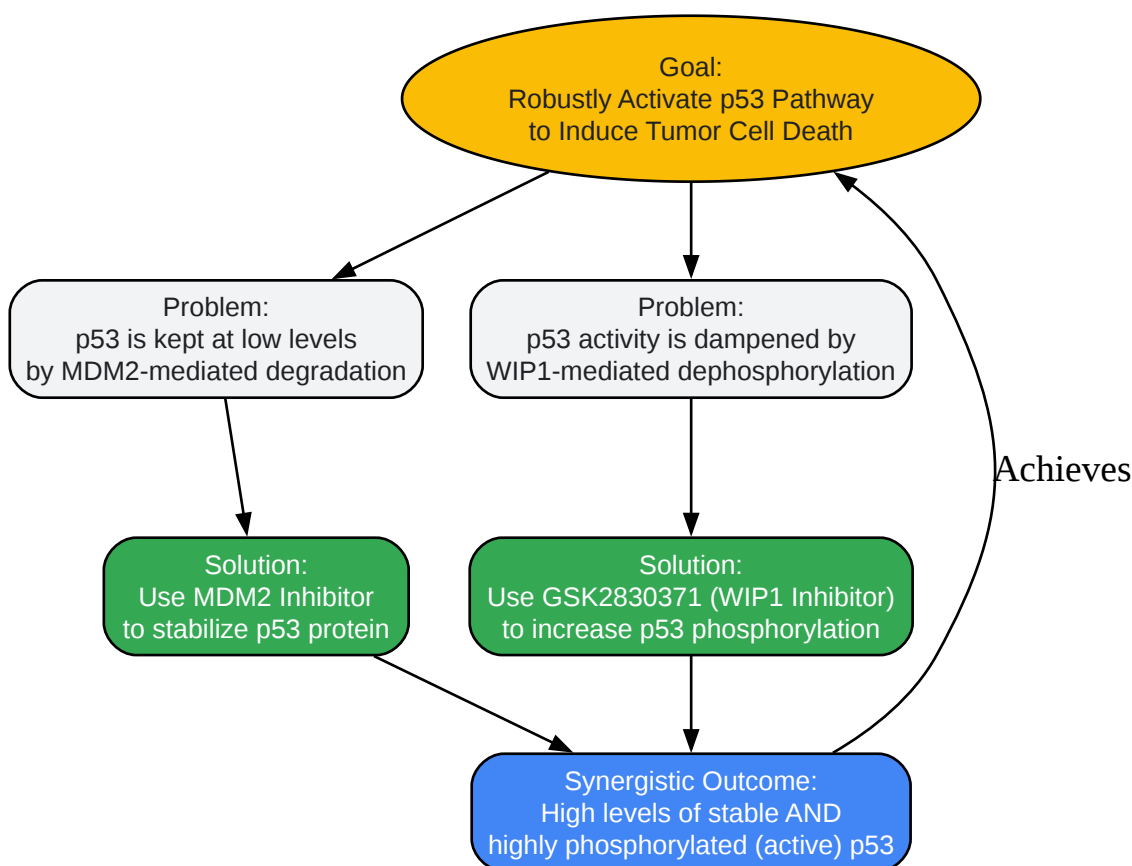 Goal:
Robustly Activate p53 Pathway
to Induce Tumor Cell Death
Problem:
p53 is kept at low levels
by MDM2-mediated degradation
Problem:
p53 activity is dampened by
WIP1-mediated dephosphorylation
Achieves
Solution:
Use MDM2 Inhibitor
to stabilize p53 protein
Solution:
Use GSK2830371 (WIP1 Inhibitor)
to increase p53 phosphorylation
Synergistic Outcome:
High levels of stable AND
highly phosphorylated (active) p53